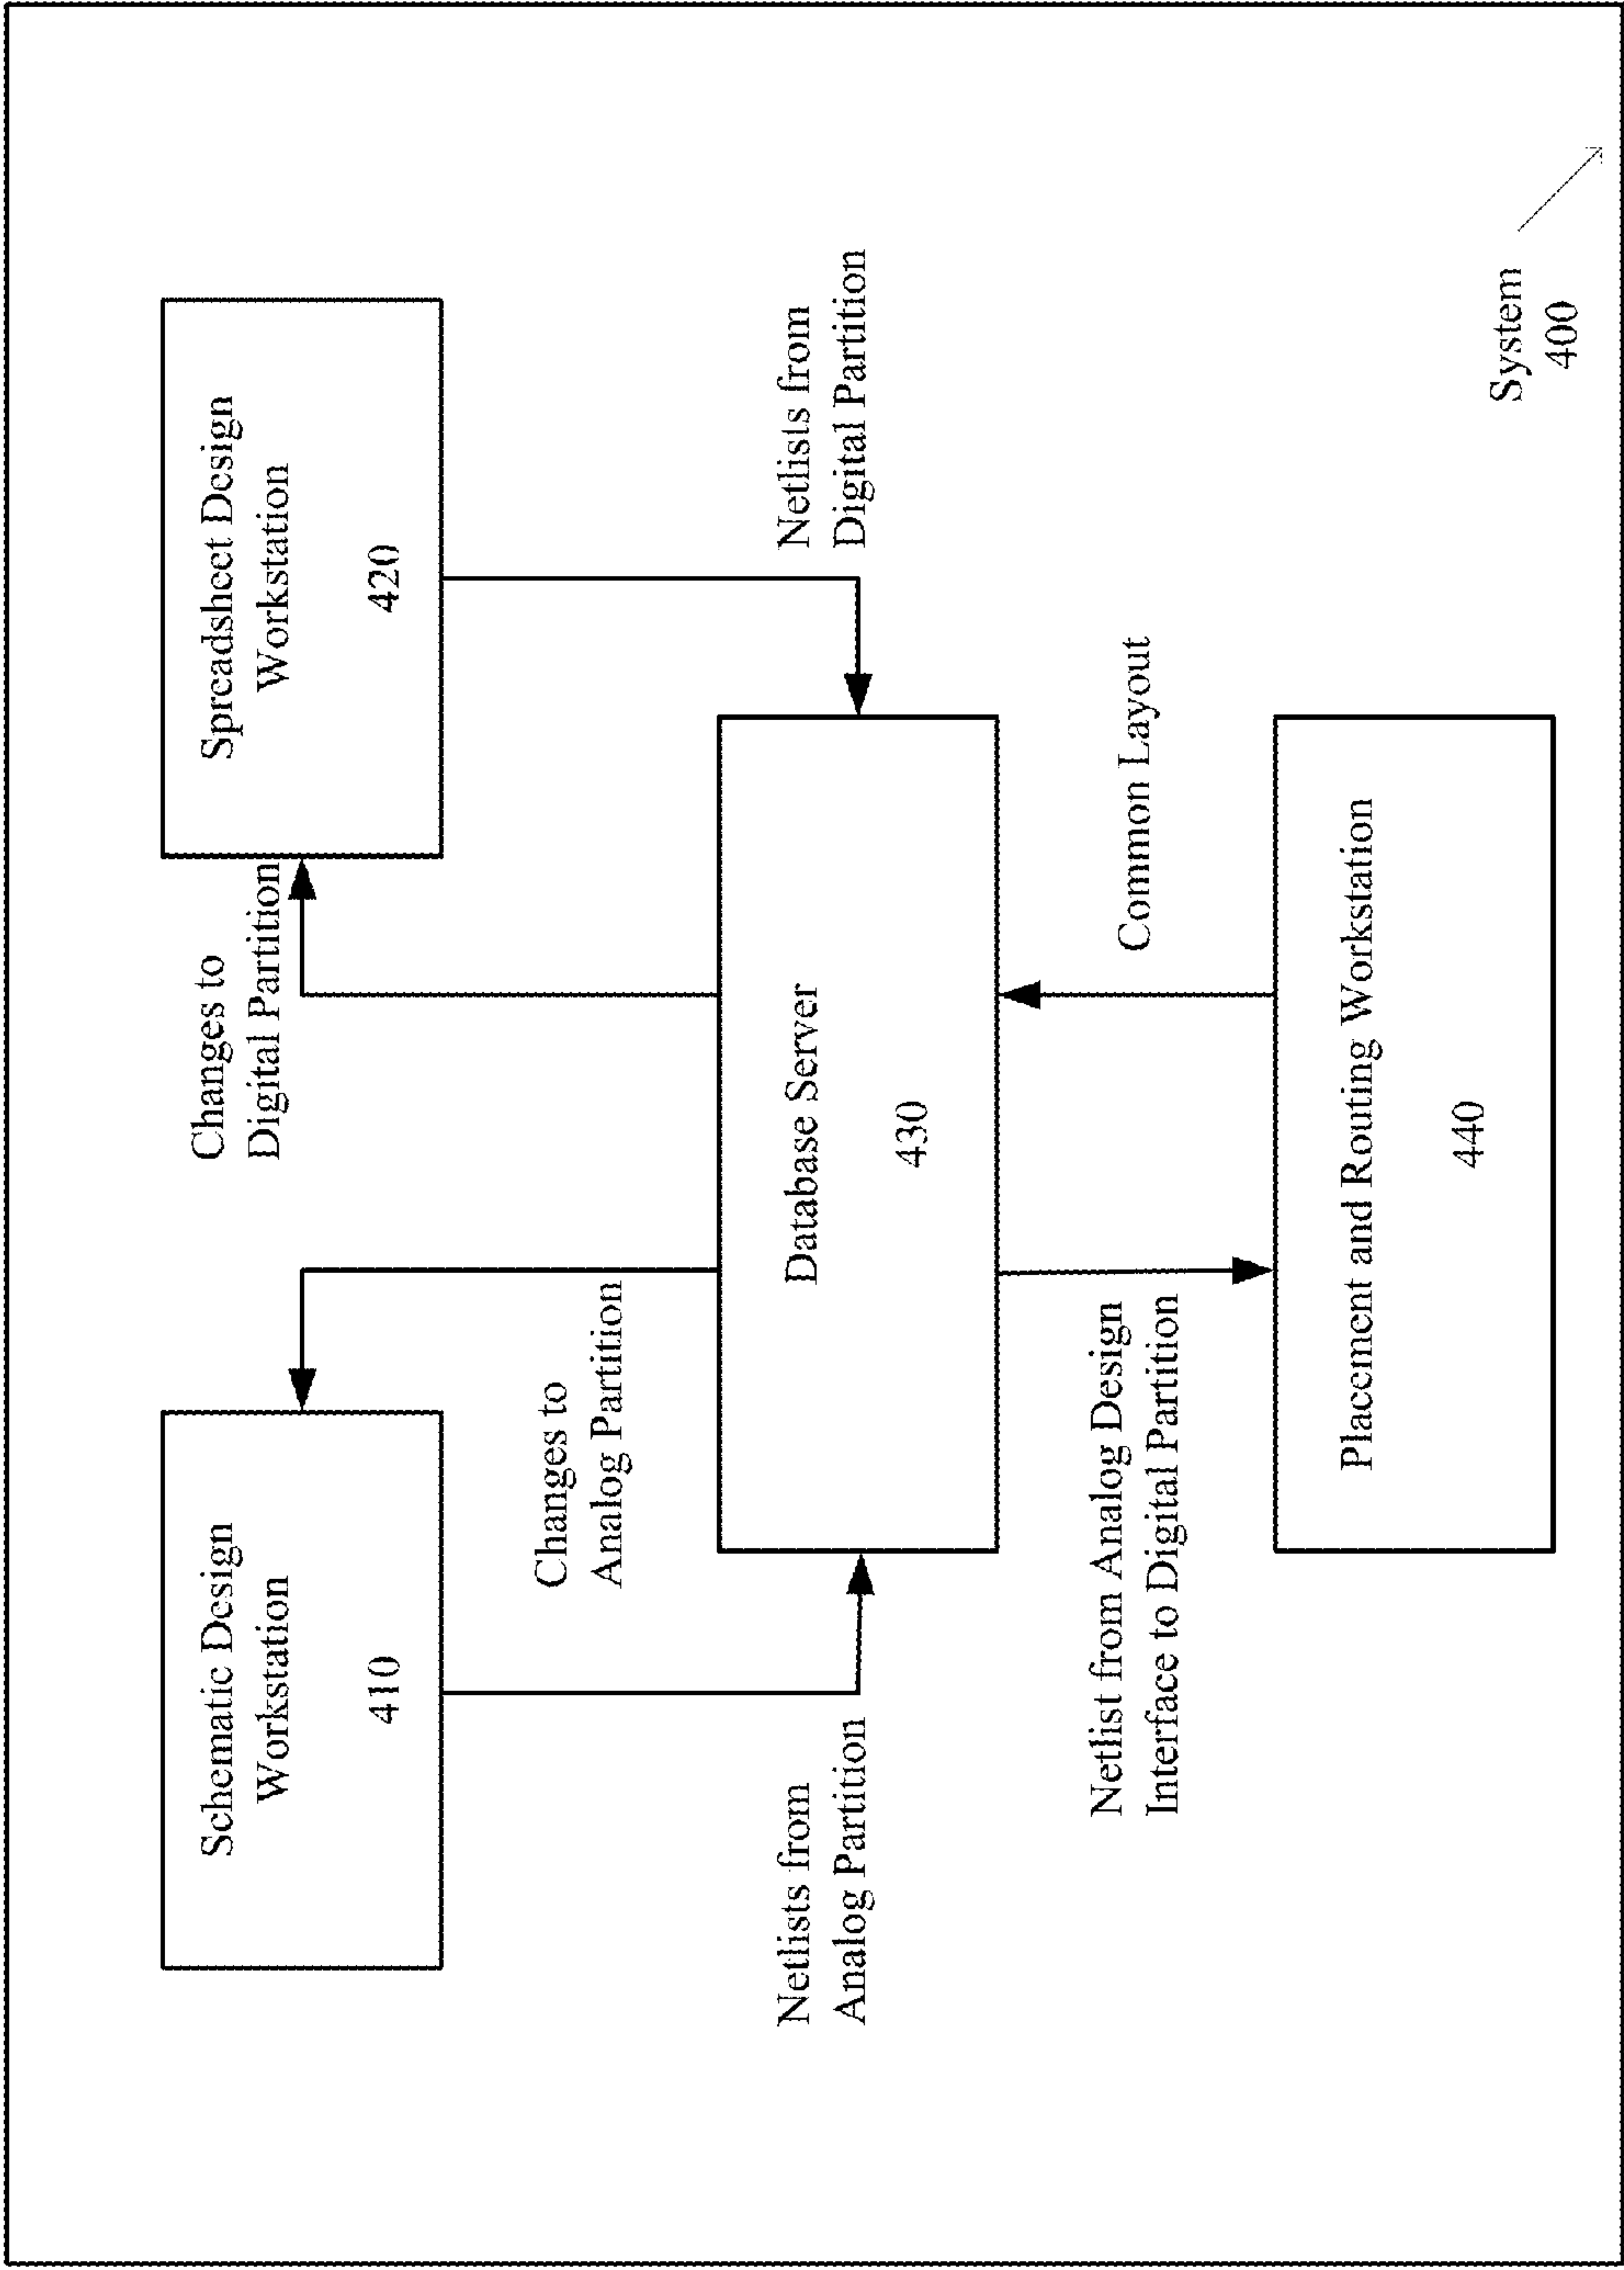 Schematic Design
Workstation
410
Spreadsheet Design
Workstation
420
Changes to
Digital Partition
Changes to
Analog Partition
Netlists from
Analog Partition
Netlists from
Digital Partition
Database Server
430
Netlist from Analog Design
Interface to Digital Partition
Common Layout
Placement and Routing Workstation
440
System
400